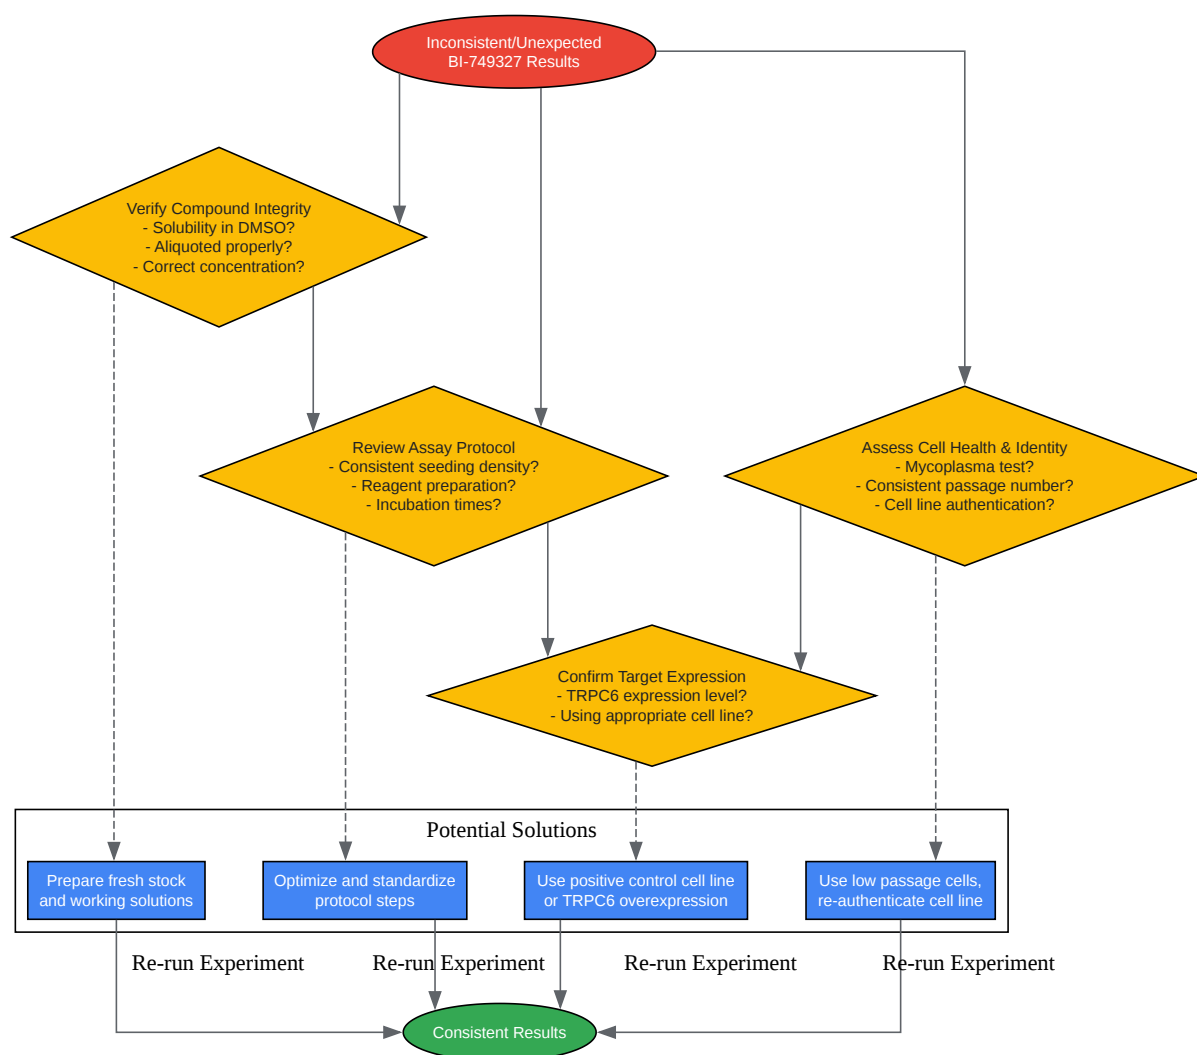 Inconsistent/Unexpected
BI-749327 Results
Verify Compound Integrity
- Solubility in DMSO?
- Aliquoted properly?
- Correct concentration?
Review Assay Protocol
- Consistent seeding density?
- Reagent preparation?
- Incubation times?
Assess Cell Health & Identity
- Mycoplasma test?
- Consistent passage number?
- Cell line authentication?
Confirm Target Expression
- TRPC6 expression level?
- Using appropriate cell line?
Potential Solutions
Prepare fresh stock
and working solutions
Optimize and standardize
protocol steps
Use positive control cell line
or TRPC6 overexpression
Use low passage cells,
re-authenticate cell line
Re-run Experiment
Re-run Experiment
Re-run Experiment
Re-run Experiment
Consistent Results